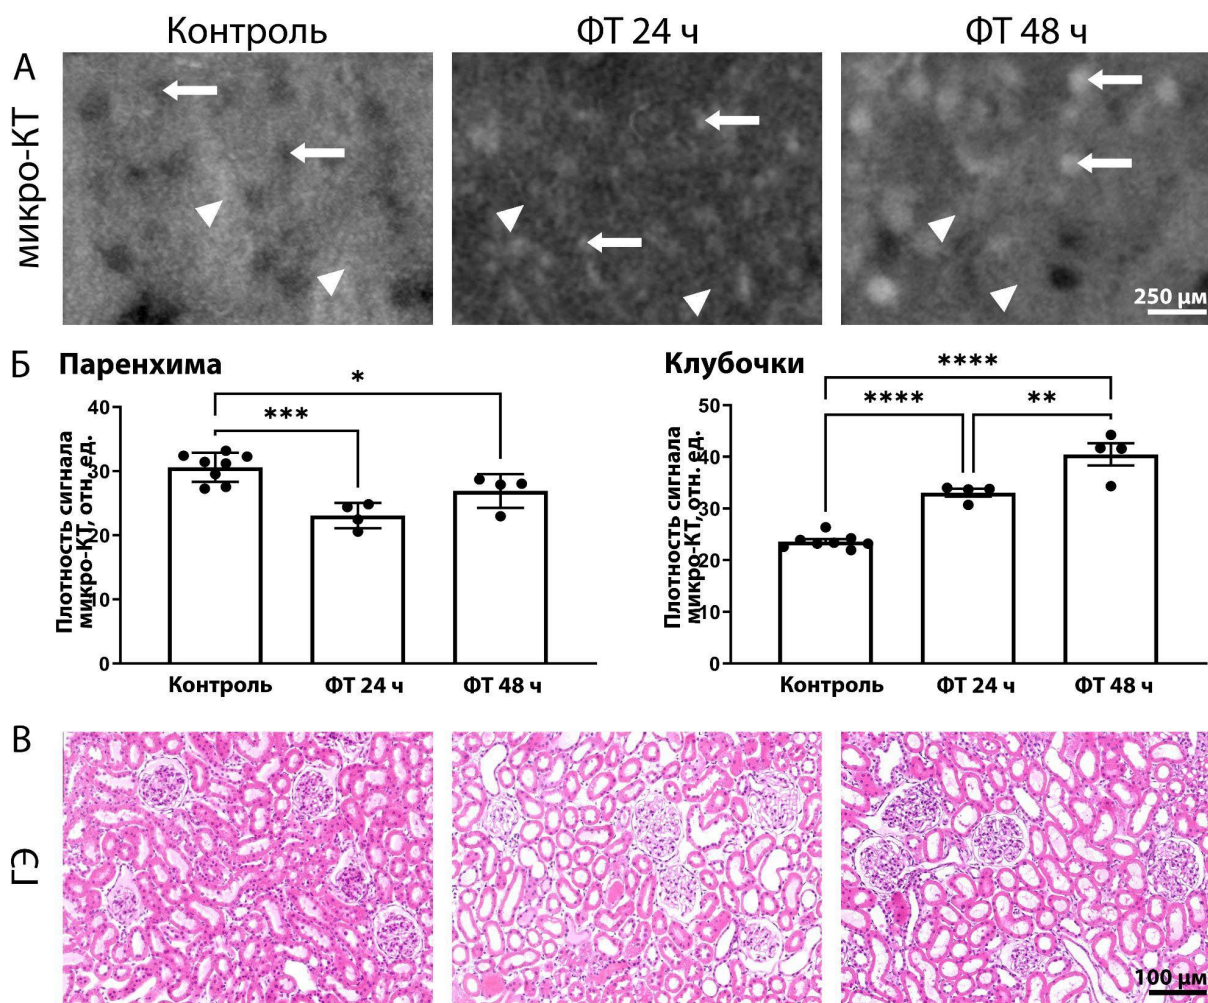 Контроль
ФТ 24 ч
ФТ 48 ч
А
микро-КТ
250 µм
Б
Паренхима
Клубочки
Плотность сигнала
микро-КТ, отн. ед.
40
30
20
10
0
*
***
Контроль
ФТ 24 ч
ФТ 48 ч
Плотность сигнала
микро-КТ, отн. ед.
50
40
30
20
10
0
****
****
**
Контроль
ФТ 24 ч
ФТ 48 ч
В
ГЭ
100 µм